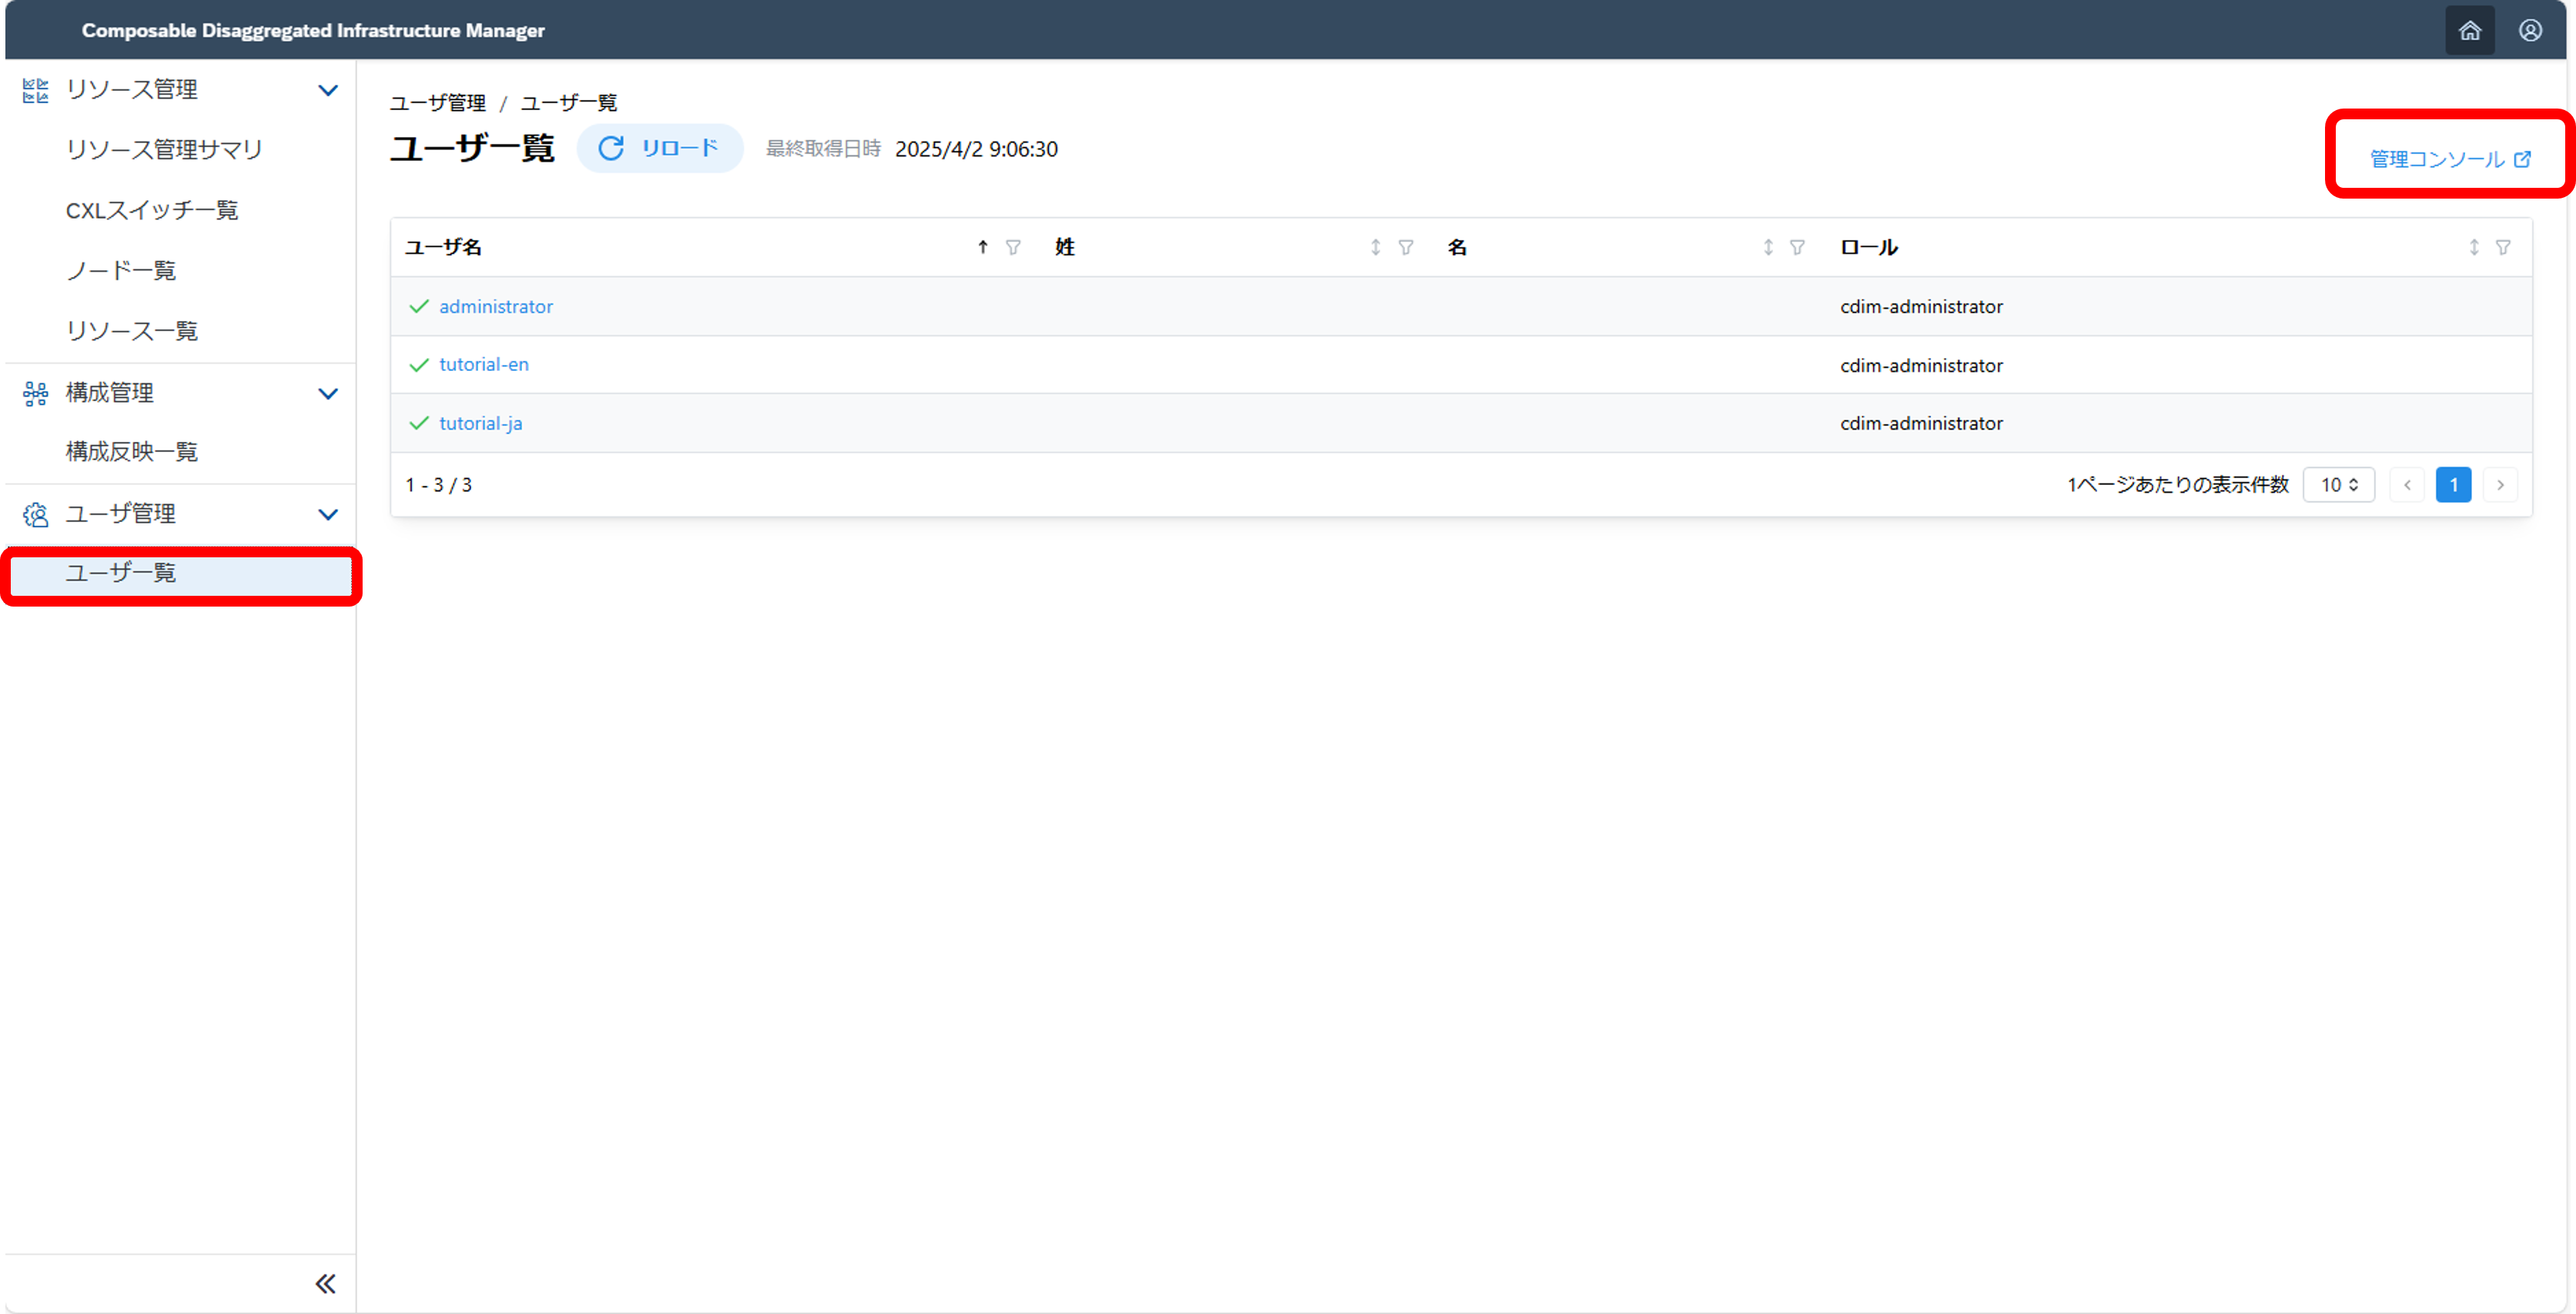 Composable Disaggregated Infrastructure Manager
リソース管理
リソース管理サマリ
CXLスイッチ一覧
ノード一覧
リソース一覧
構成管理
構成反映一覧
ユーザ管理
ユーザ一覧
ユーザ管理 / ユーザ一覧
ユーザ一覧 リロード 最終取得日時 2025/4/2 9:06:30
管理コンソール
ユーザ名 姓 名 ロール
administrator cdim-administrator
tutorial-en cdim-administrator
tutorial-ja cdim-administrator
1 - 3 / 3 1ページあたりの表示件数 10 1